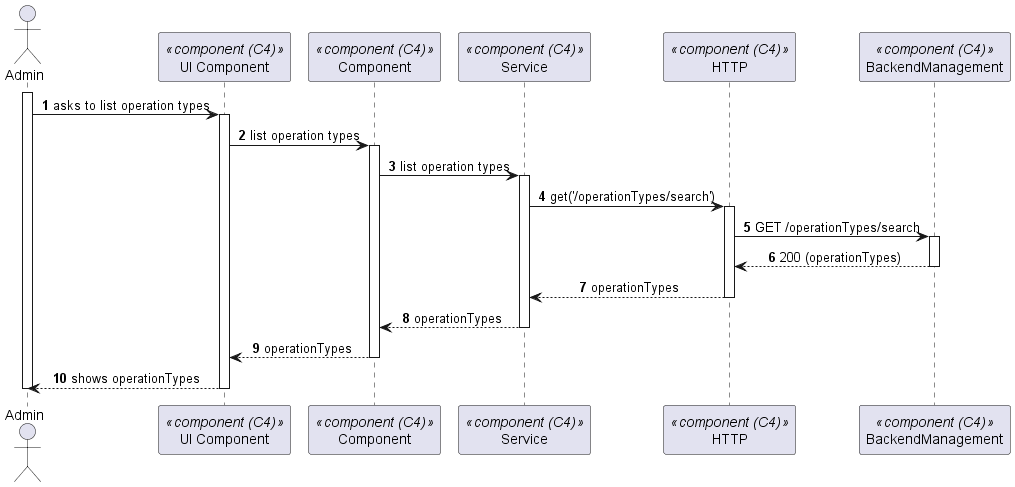 Admin
«component (C4)»
UI Component
«component (C4)»
Component
«component (C4)»
Service
«component (C4)»
HTTP
«component (C4)»
BackendManagement
1 asks to list operation types
2 list operation types
3 list operation types
4 get('/operationTypes/search')
5 GET /operationTypes/search
6 200 (operationTypes)
7 operationTypes
8 operationTypes
9 operationTypes
10 shows operationTypes
Admin
«component (C4)»
UI Component
«component (C4)»
Component
«component (C4)»
Service
«component (C4)»
HTTP
«component (C4)»
BackendManagement